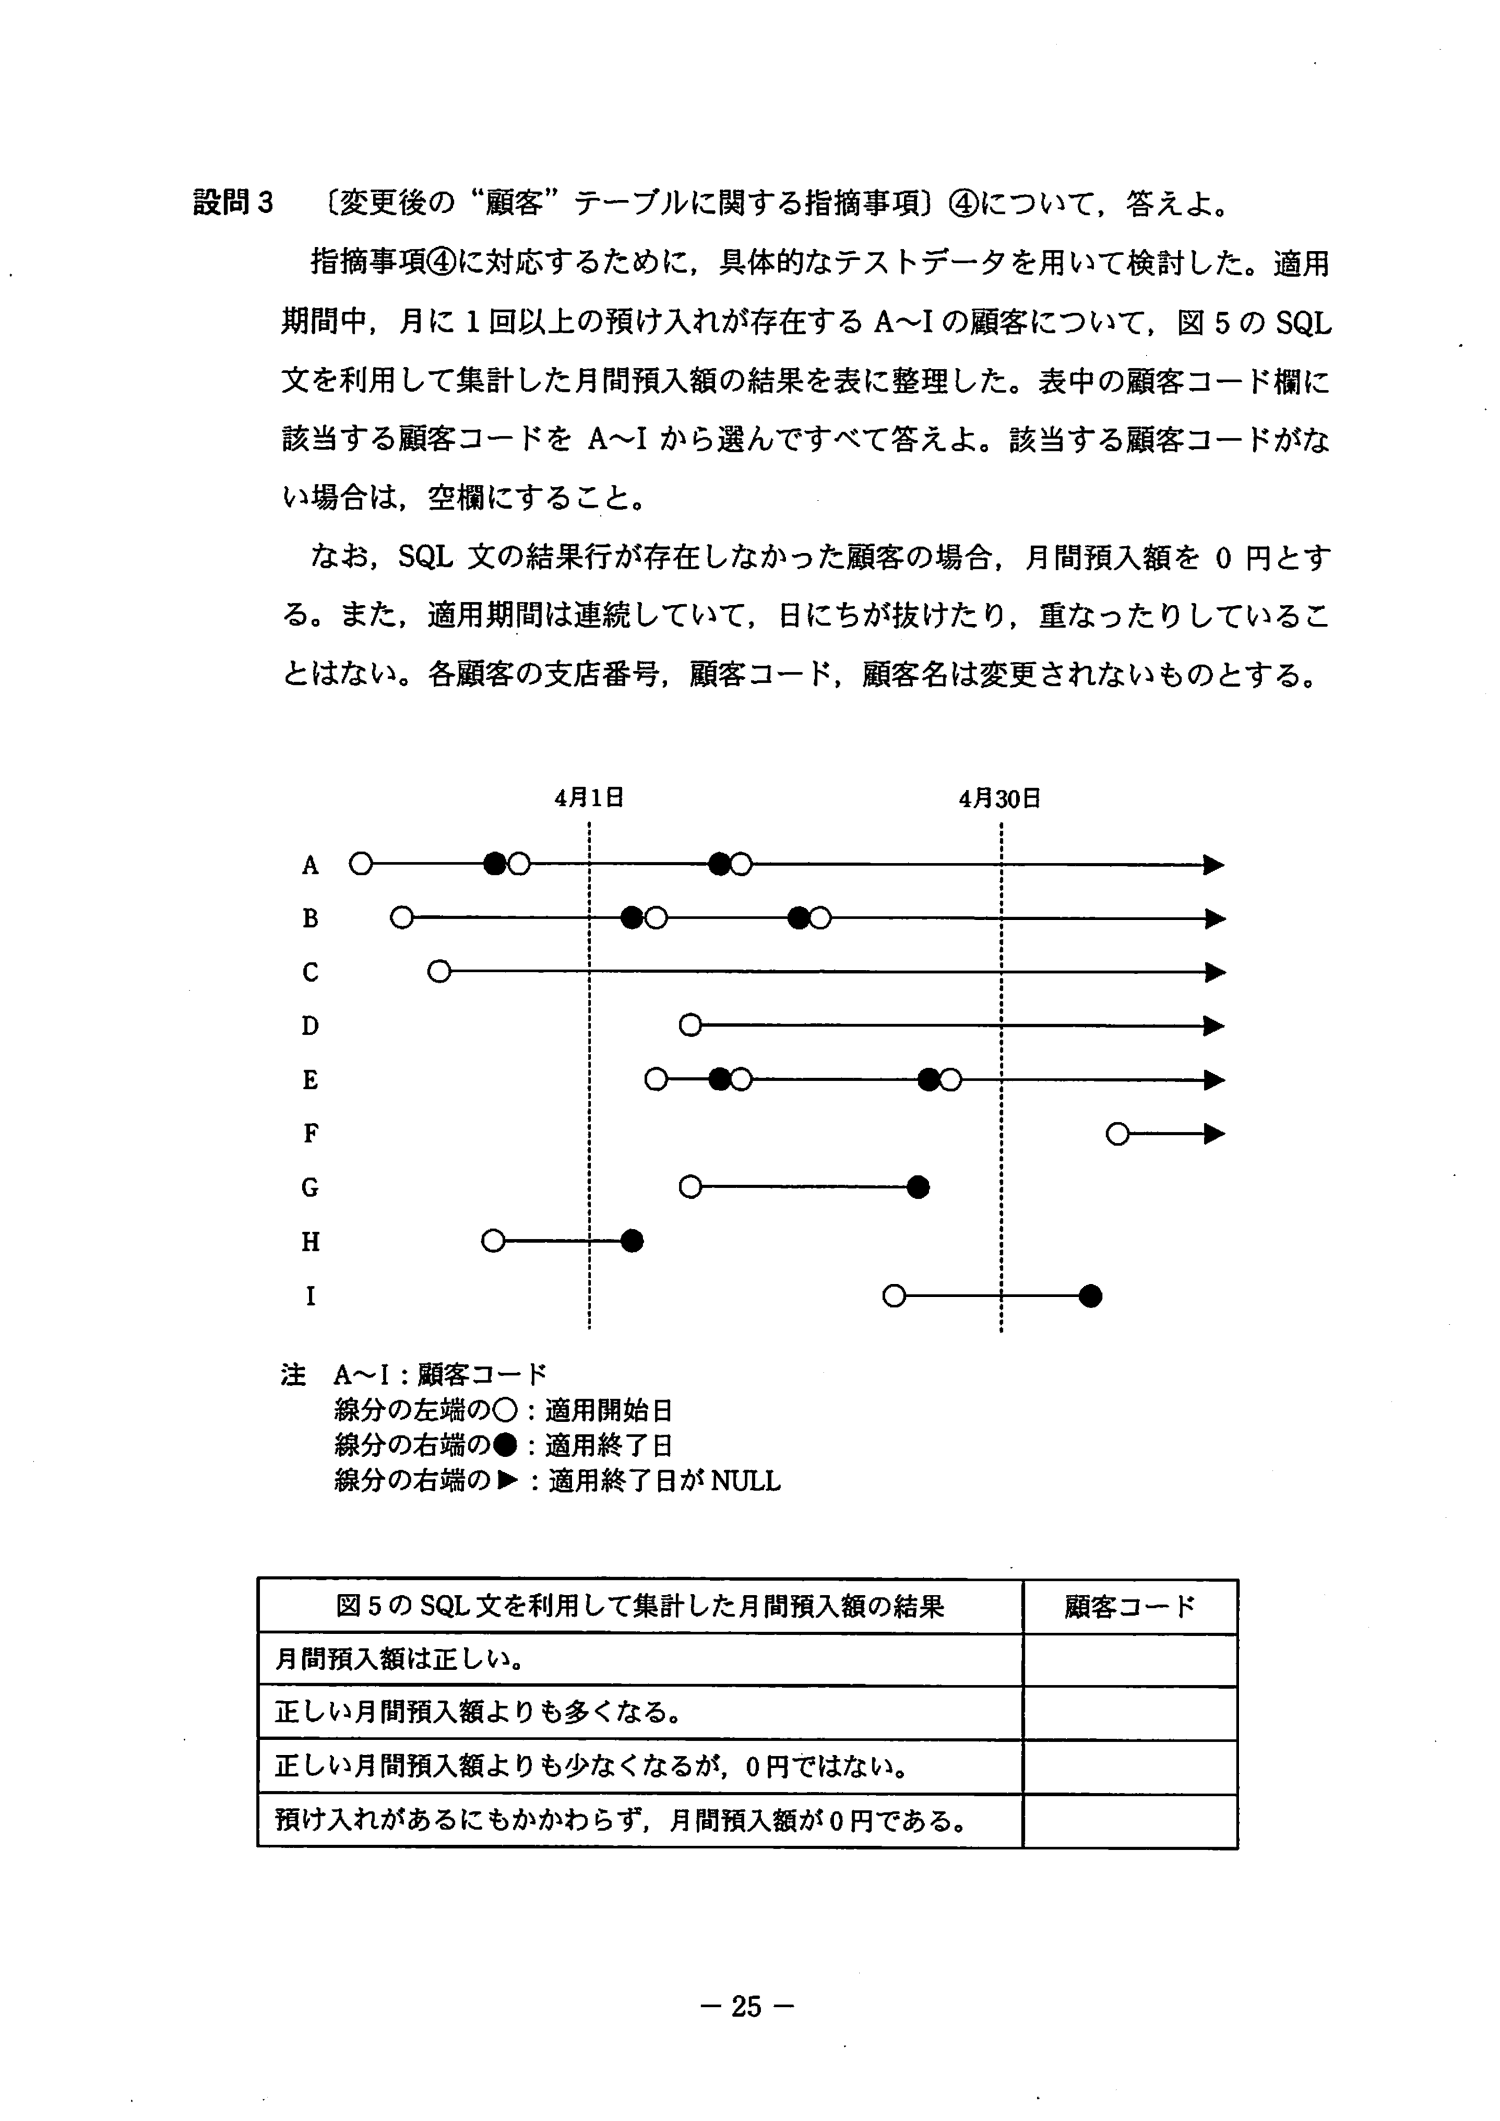 設問3　〔変更後の“顧客”テーブルに関する指摘事項〕④について，答えよ。
指摘事項④に対応するために，具体的なテストデータを用いて検討した。適用
期間中，月に1回以上の預け入れが存在するA～Iの顧客について，図5のSQL
文を利用して集計した月間預入額の結果を表に整理した。表中の顧客コード欄に
該当する顧客コードを A～I から選んですべて答えよ。該当する顧客コードがな
い場合は，空欄にすること。
なお，SQL 文の結果行が存在しなかった顧客の場合，月間預入額を 0 円とす
る。また，適用期間は連続していて，日にちが抜けたり，重なったりしているこ
とはない。各顧客の支店番号，顧客コード，顧客名は変更されないものとする。
4月1日　4月30日
A
B
C
D
E
F
G
H
I
注　A～I：顧客コード
線分の左端の○：適用開始日
線分の右端の●：適用終了日
線分の右端の▶：適用終了日がNULL
図5のSQL文を利用して集計した月間預入額の結果　顧客コード
月間預入額は正しい。
正しい月間預入額よりも多くなる。
正しい月間預入額よりも少なくなるが，0円ではない。
預け入れがあるにもかかわらず，月間預入額が0円である。
－ 25 －